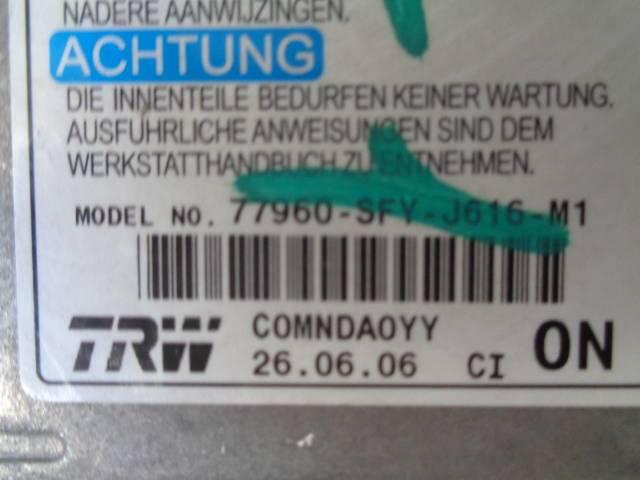 NADERE AANWIJZINGEN.
ACHTUNG
DIE INNENTEILE BEDURFEN KEINER WARTUNG.
AUSFUHRLICHE ANWEISUNGEN SIND DEM
WERKSTATTHANDBUCH ZU ENTNEHMEN.
MODEL NO. 77960-SFY-J616-M1
TRW COMNDAOYY
26.06.06 CI ON